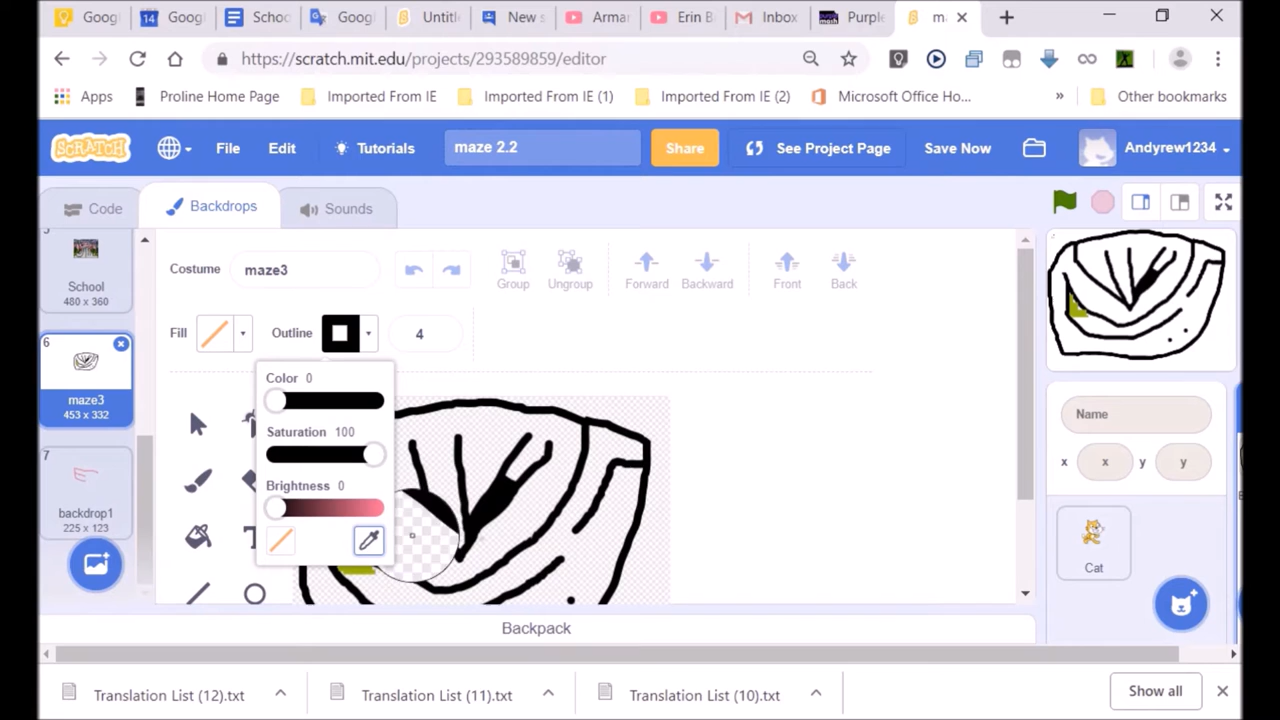 Googl
Googl
Schoo
Googl
Untitl
New s
Armar
Erin B
Inbox
Purple
ma
https://scratch.mit.edu/projects/293589859/editor
Apps
Proline Home Page
Imported From IE
Imported From IE (1)
Imported From IE (2)
Microsoft Office Ho...
»
Other bookmarks
SCRATCH
File
Edit
Tutorials
maze 2.2
Share
See Project Page
Save Now
Andyrew1234
Code
Backdrops
Sounds
School
480 x 360
6
maze3
453 x 332
7
backdrop1
225 x 123
Costume
maze3
Group
Ungroup
Forward
Backward
Front
Back
Fill
Outline
4
Color 0
Saturation 100
Brightness 0
T
Name
x x y y
Cat
Backpack
Translation List (12).txt
Translation List (11).txt
Translation List (10).txt
Show all